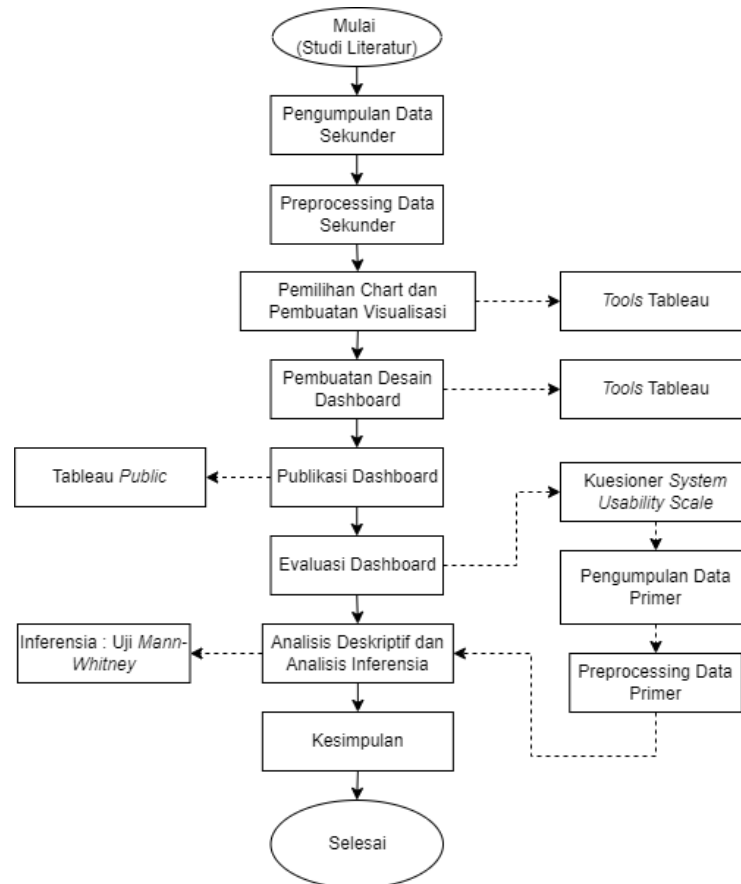 Mulai
(Studi Literatur)
Pengumpulan Data
Sekunder
Preprocessing Data
Sekunder
Pemilihan Chart dan
Pembuatan Visualisasi
Tools Tableau
Pembuatan Desain
Dashboard
Tools Tableau
Tableau Public
Publikasi Dashboard
Kuesioner System
Usability Scale
Evaluasi Dashboard
Pengumpulan Data
Primer
Inferensia : Uji Mann-
Whitney
Analisis Deskriptif dan
Analisis Inferensia
Preprocessing Data
Primer
Kesimpulan
Selesai